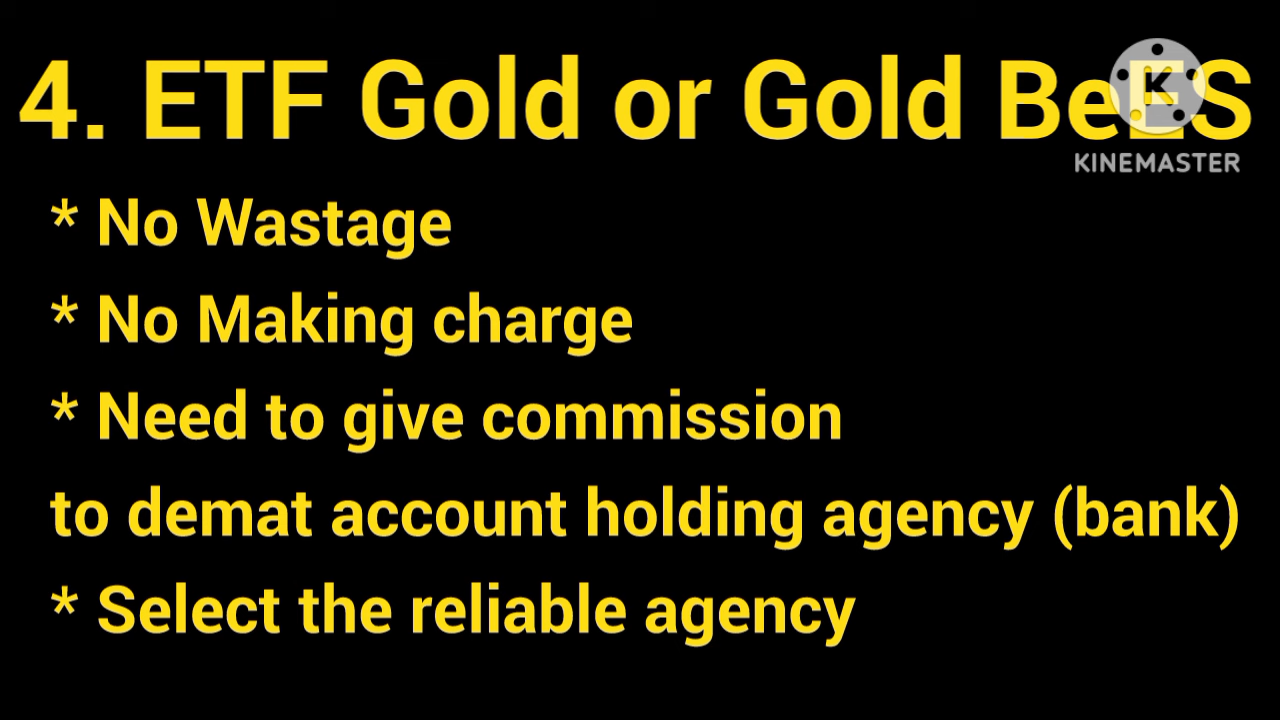 4. ETF Gold or Gold BeES
KINEMASTER
* No Wastage
* No Making charge
* Need to give commission
to demat account holding agency (bank)
* Select the reliable agency